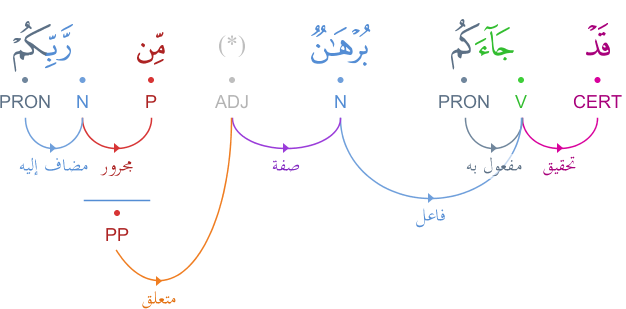 قَدْ جَآءَكُم بُرْهَـٰنٌ (*) مِّن رَّبِّكُمْ
CERT V PRON N ADJ P N PRON
تحقيق مفعول به صفة مجرور مضاف إليه
فاعل
PP
متعلق